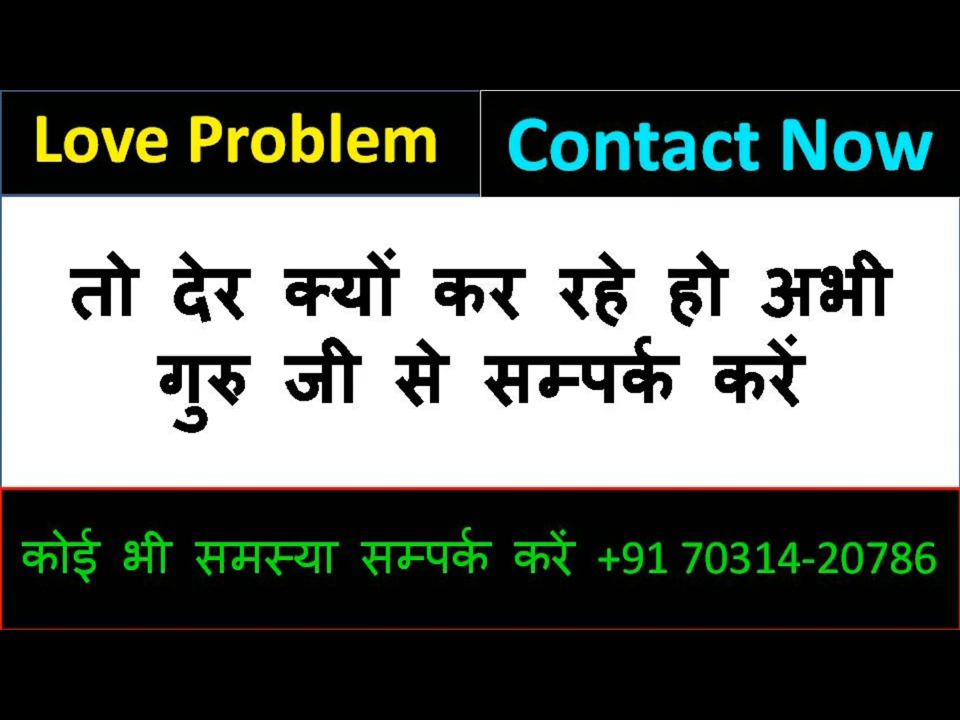 Love Problem
Contact Now
तो देर क्यों कर रहे हो अभी
गुरु जी से सम्पर्क करें
कोई भी समस्या सम्पर्क करें +91 70314-20786